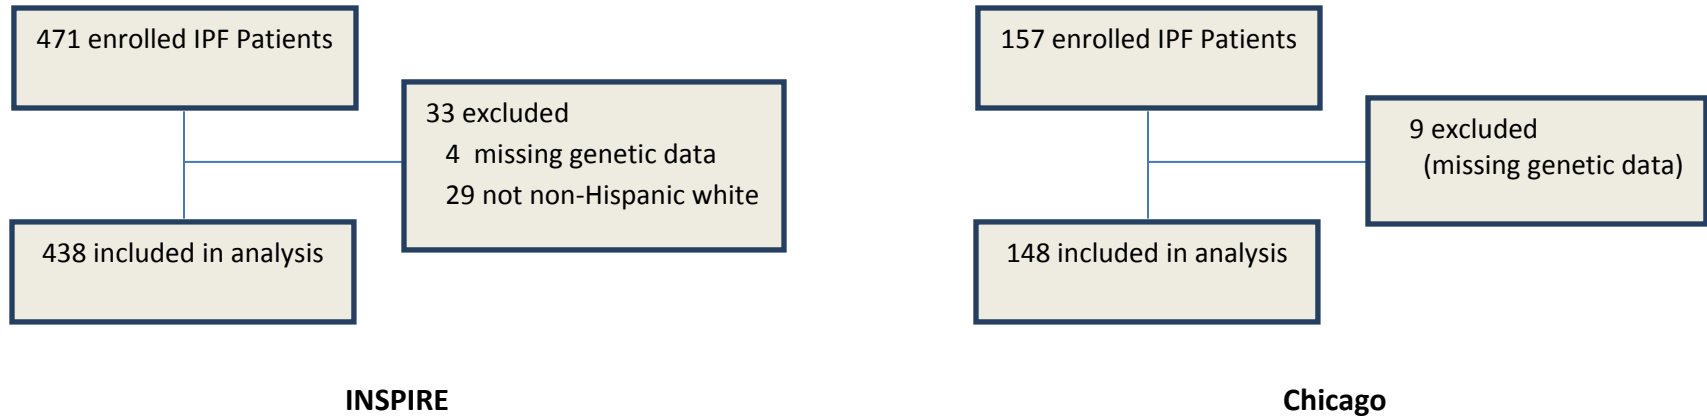 471 enrolled IPF Patients
33 excluded
4 missing genetic data
29 not non-Hispanic white
438 included in analysis
INSPIRE
157 enrolled IPF Patients
9 excluded
(missing genetic data)
148 included in analysis
Chicago